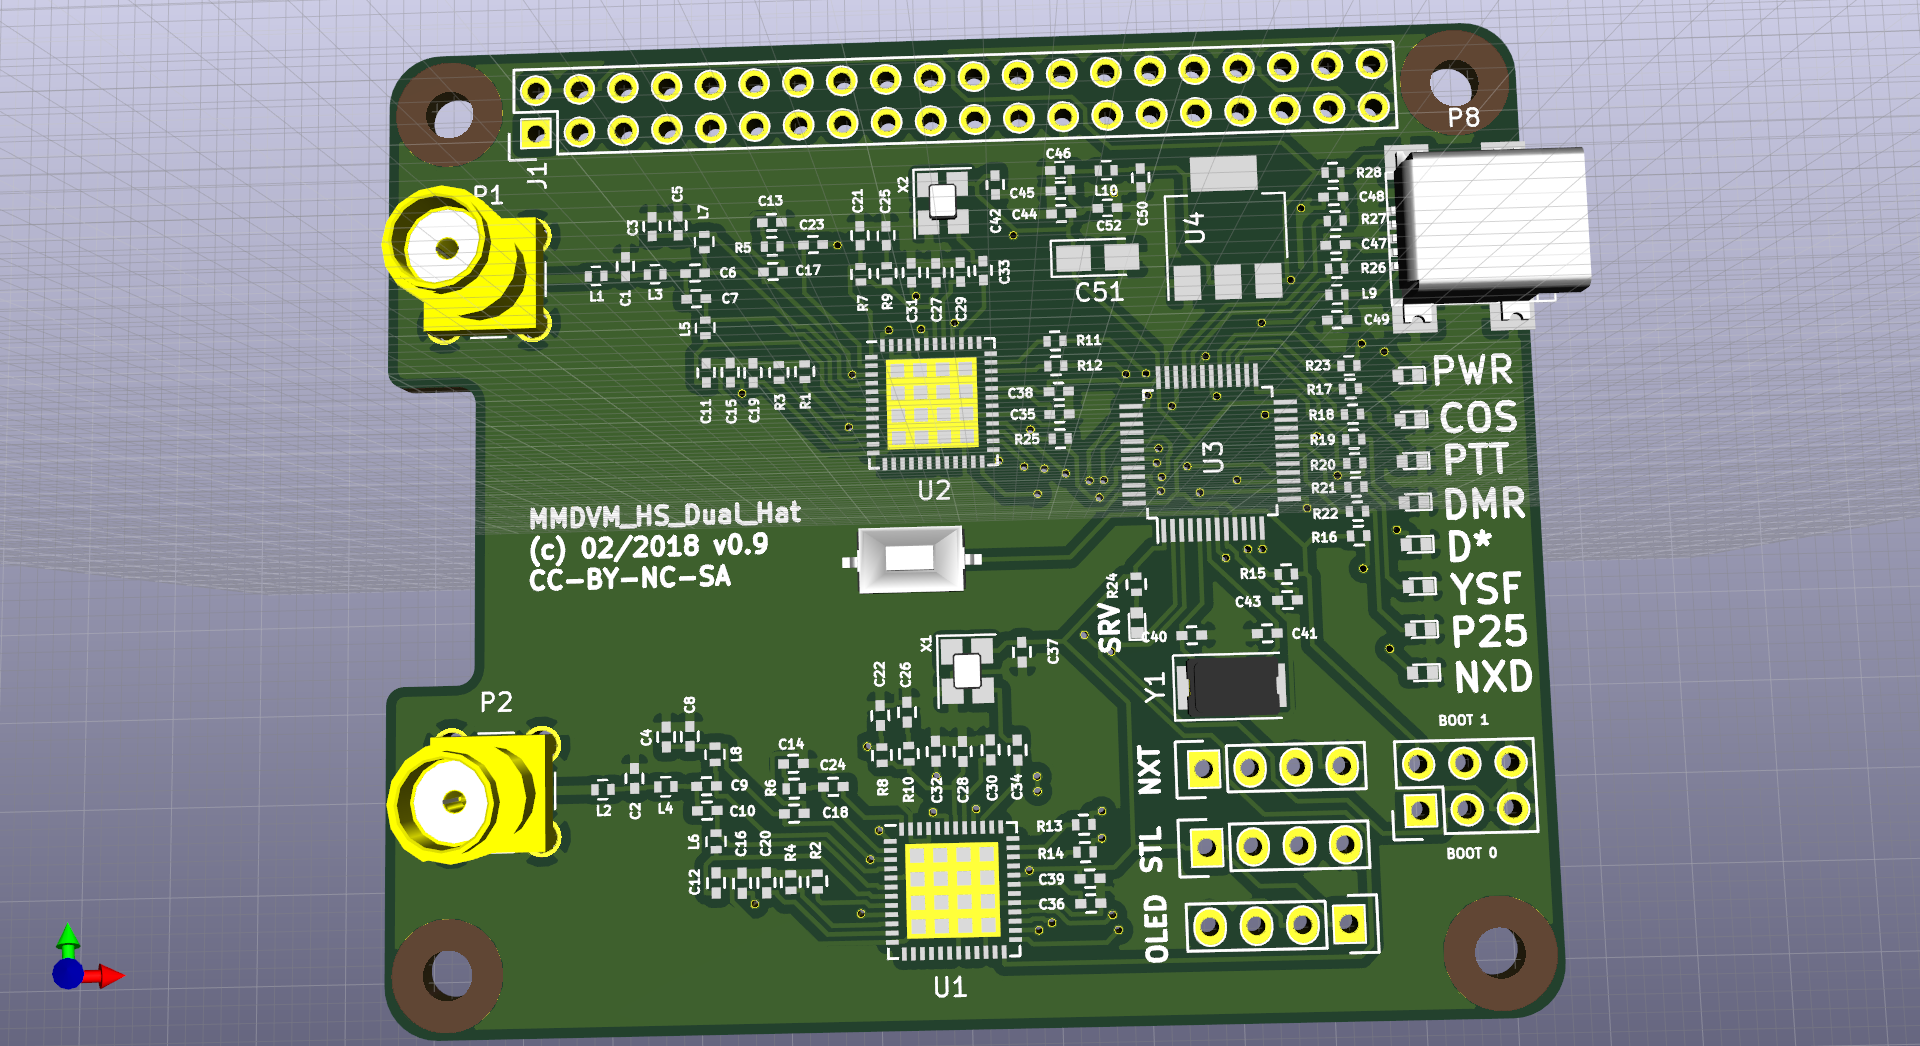 P8
J1
P1
X2
C46
C45
L10
C44
C42
C52
C50
U4
R28
C48
R27
C47
R26
L9
C49
C5
C3
L7
C13
R5
C23
C17
C21
C25
C6
C7
L1
C1
L3
L5
R7
R9
C31
C27
C29
C33
C51
R11
R12
C38
C35
R25
C11
C15
C19
R3
R1
U2
U3
R23
R17
R18
R19
R20
R21
R22
R16
PWR
COS
PTT
DMR
D*
YSF
P25
NXD
MMDVM_HS_Dual_Hat
(c) 02/2018 v0.9
CC-BY-NC-SA
R24
SRV
R15
C43
C40
C41
Y1
X1
C37
C22
C26
P2
C4
C8
L8
C14
R6
C24
C18
C9
C10
L2
C2
L4
L6
C16
C20
R4
R2
C12
R8
R10
C32
C28
C30
C34
R13
R14
C39
C36
U1
NXT
STL
OLED
BOOT 1
BOOT 0